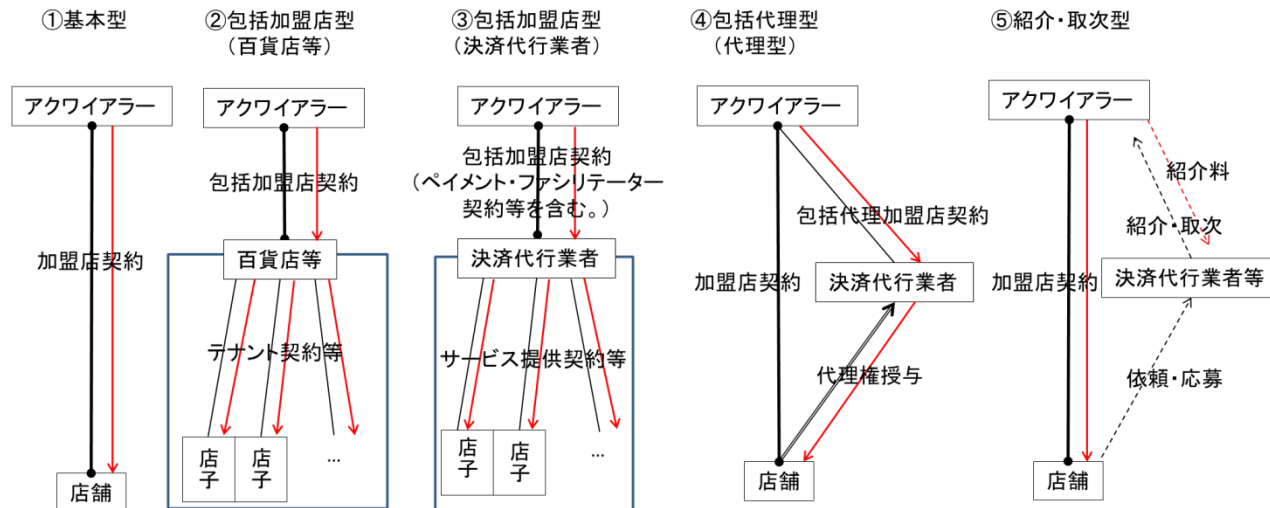 ①基本型
アクワイアラー
加盟店契約
店舗
②包括加盟店型
（百貨店等）
アクワイアラー
包括加盟店契約
百貨店等
テナント契約等
店子
店子
...
③包括加盟店型
（決済代行業者）
アクワイアラー
包括加盟店契約
（ペイメント・ファシリテーター
契約等を含む。）
決済代行業者
サービス提供契約等
店子
店子
...
④包括代理型
（代理型）
アクワイアラー
包括代理加盟店契約
加盟店契約
決済代行業者
代理権授与
店舗
⑤紹介・取次型
アクワイアラー
紹介料
紹介・取次
加盟店契約
決済代行業者等
依頼・応募
店舗